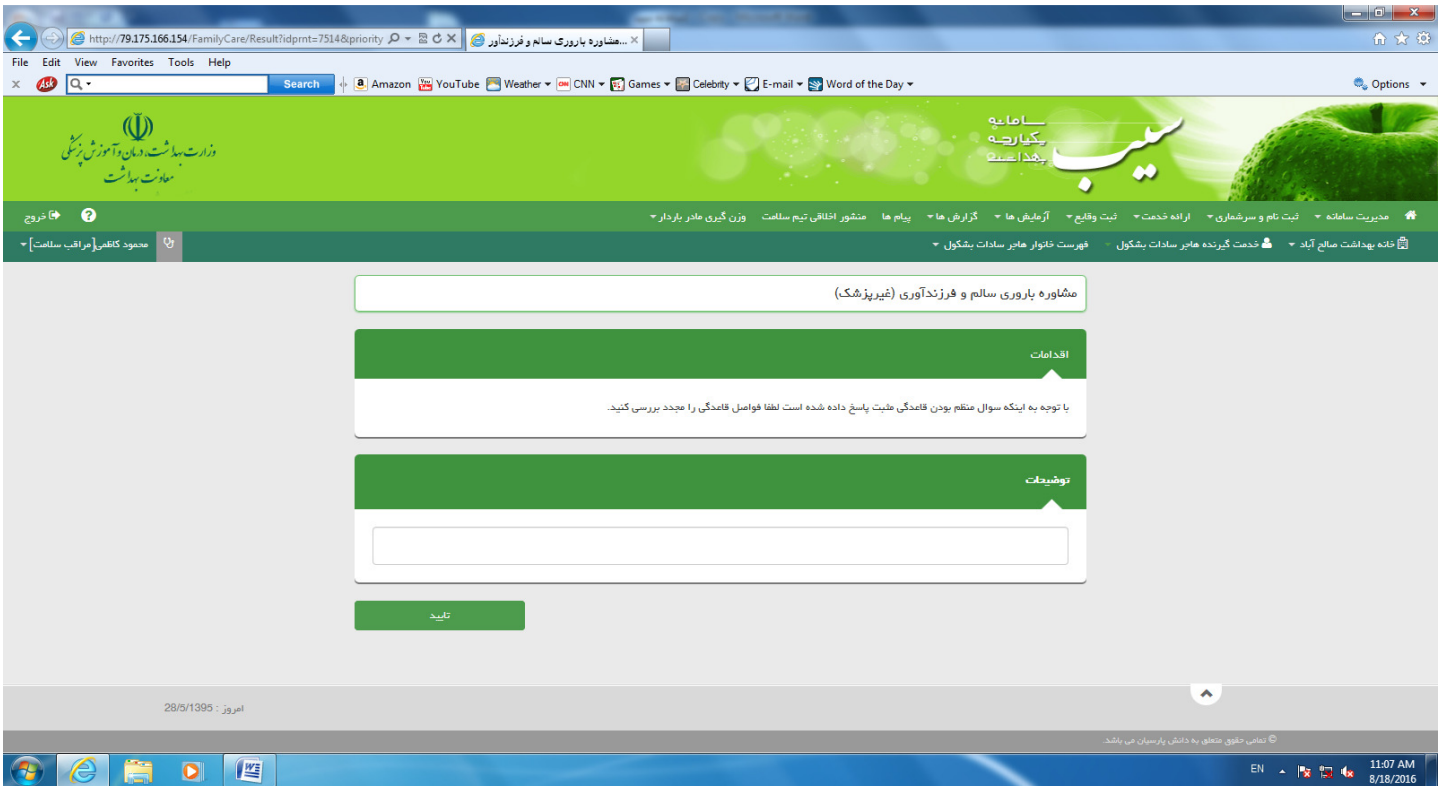 http://79.175.166.154/FamilyCare/Result?idprnt=7514&priority
مشاوره باروری سالم و فرزندآور...
File Edit View Favorites Tools Help
Ask
Search
Amazon YouTube Weather CNN Games Celebrity E-mail Word of the Day
Options
وزارت بهداشت، درمان و آموزش پزشکی
معاونت بهداشت
سامانه
یکپارچه
بهداشت
سیب
مدیریت سامانه ثبت نام و سرشماری ارائه خدمت ثبت وقایع آزمایش ها گزارش ها پیام ها منشور اخلاقی تیم سلامت وزن گیری مادر باردار
? خروج
خانه بهداشت صالح آباد خدمت گیرنده هاجر سادات بشکول فهرست خانوار هاجر سادات بشکول
محمود کاظمی[مراقب سلامت]
مشاوره باروری سالم و فرزندآوری (غیرپزشک)
اقدامات
با توجه به اینکه سوال منظم بودن قاعدگی مثبت پاسخ داده شده است لطفا فواصل قاعدگی را مجدد بررسی کنید.
توضیحات
تایید
امروز : 28/5/1395
© تمامی حقوق متعلق به دانش پارسیان می باشد.
EN
11:07 AM
8/18/2016